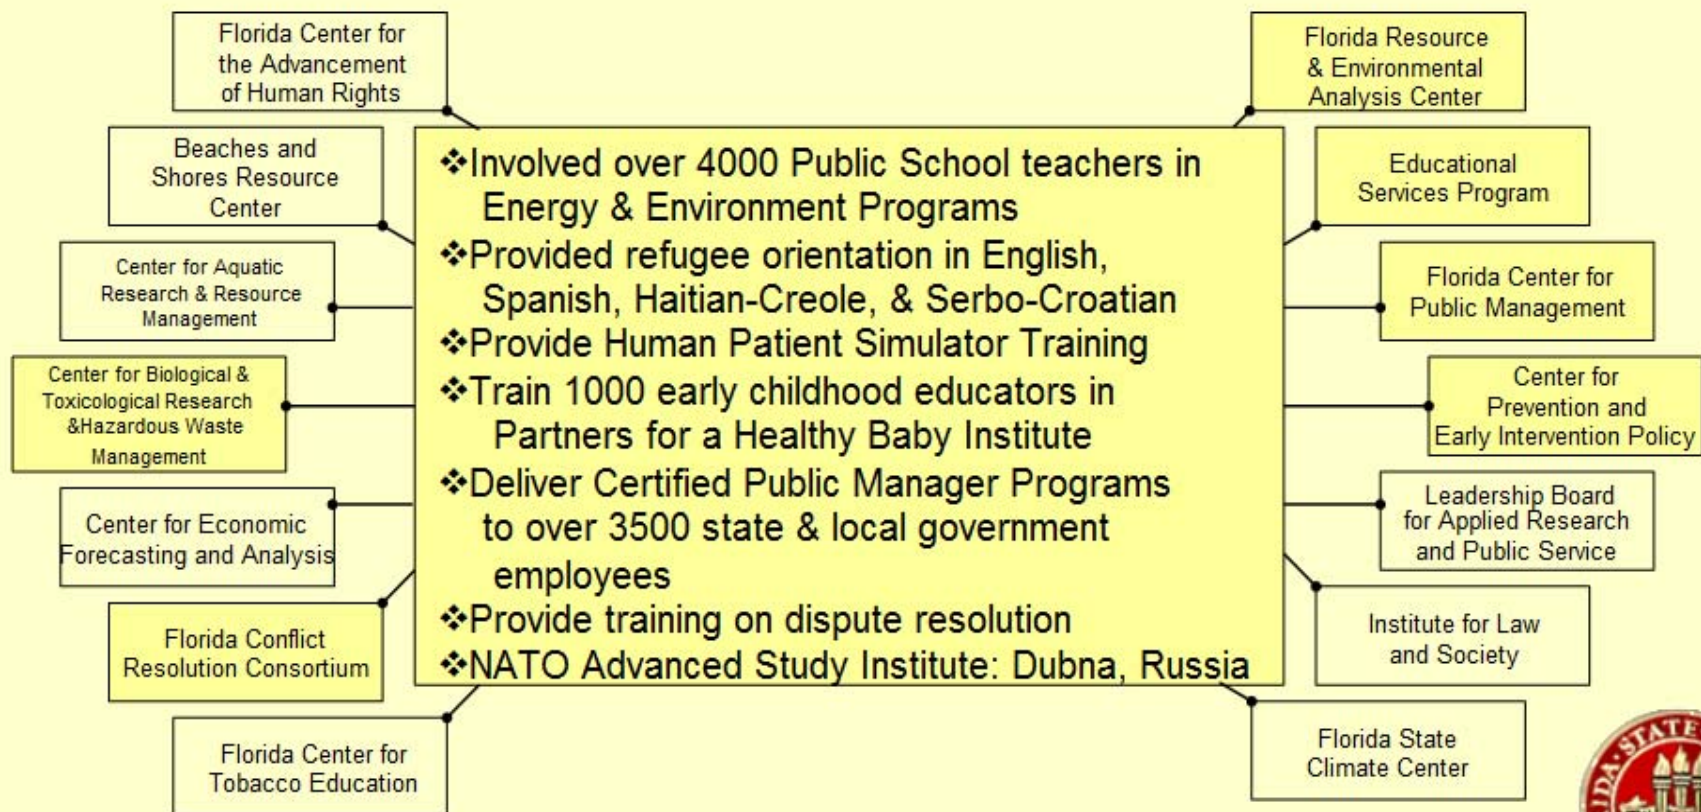 Florida Center for
the Advancement
of Human Rights
Beaches and
Shores Resource
Center
Center for Aquatic
Research & Resource
Management
Center for Biological &
Toxicological Research
&Hazardous Waste
Management
Center for Economic
Forecasting and Analysis
Florida Conflict
Resolution Consortium
Florida Center for
Tobacco Education
❖Involved over 4000 Public School teachers in
Energy & Environment Programs
❖Provided refugee orientation in English,
Spanish, Haitian-Creole, & Serbo-Croatian
❖Provide Human Patient Simulator Training
❖Train 1000 early childhood educators in
Partners for a Healthy Baby Institute
❖Deliver Certified Public Manager Programs
to over 3500 state & local government
employees
❖Provide training on dispute resolution
❖NATO Advanced Study Institute: Dubna, Russia
Florida Resource
& Environmental
Analysis Center
Educational
Services Program
Florida Center for
Public Management
Center for
Prevention and
Early Intervention Policy
Leadership Board
for Applied Research
and Public Service
Institute for Law
and Society
Florida State
Climate Center